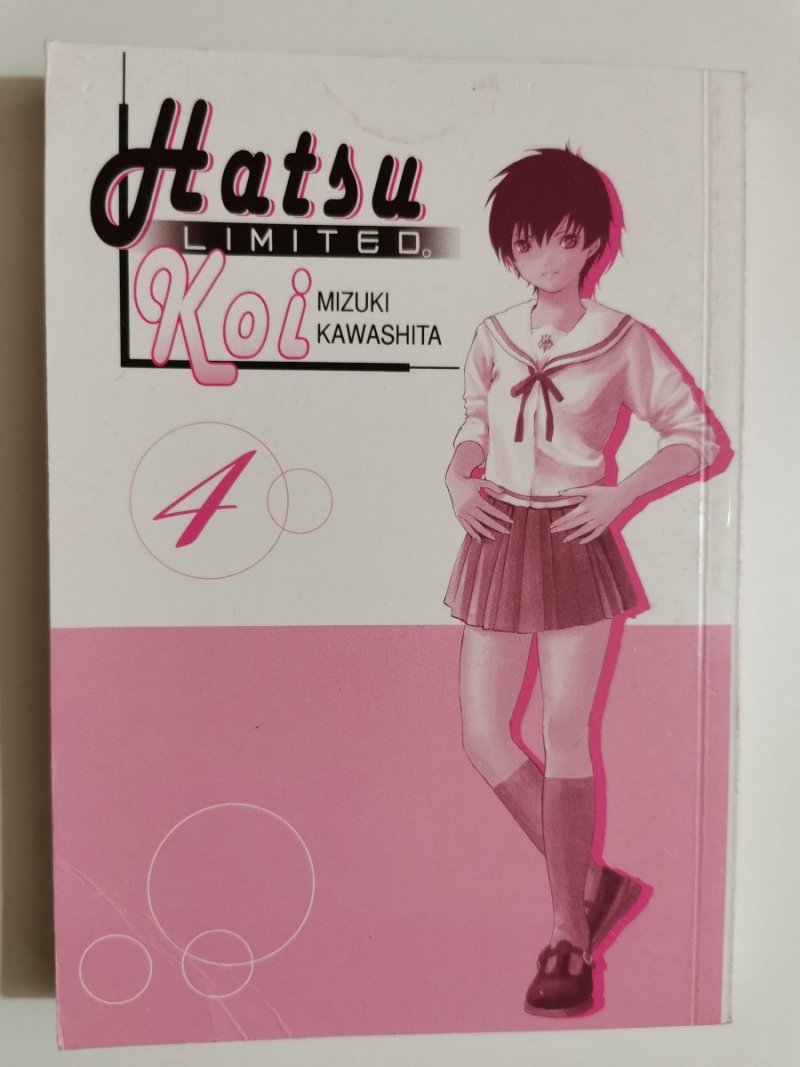 Hatsu
LIMITED.
Koi
MIZUKI
KAWASHITA
4